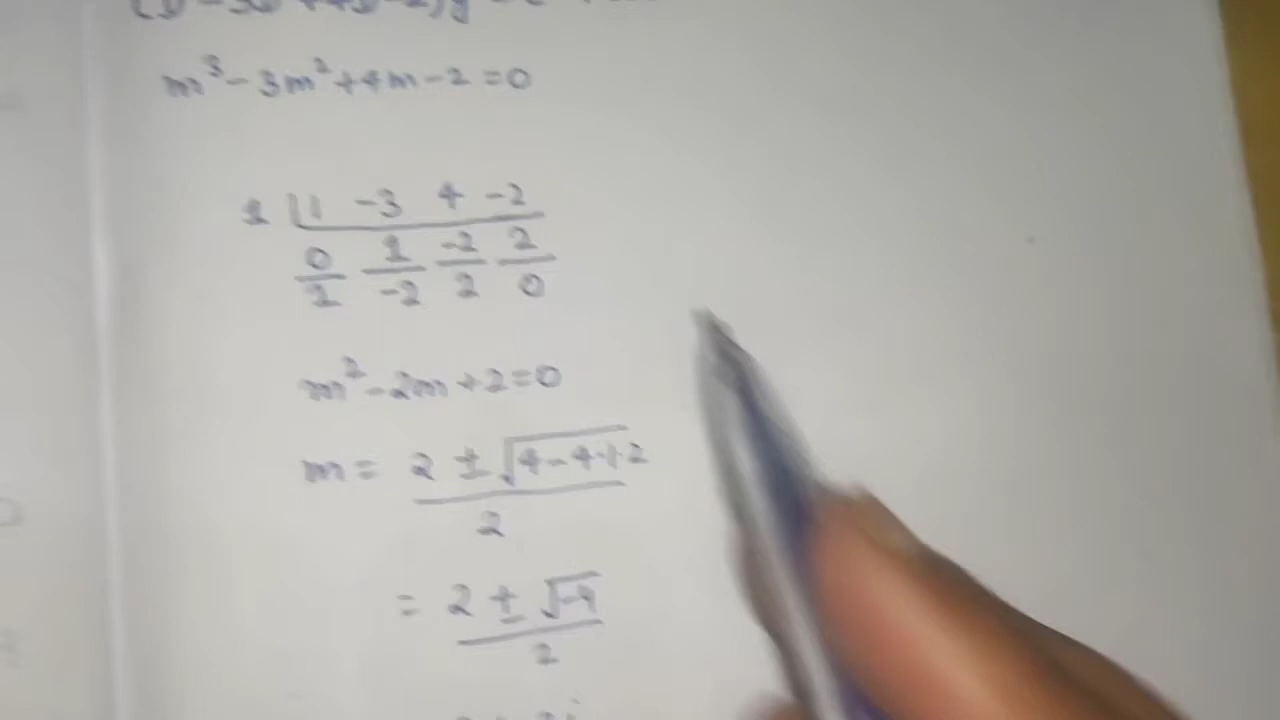 m³ - 3m² + 4m - 2 = 0
1 | 1 -3 4 -2
0 1 -2 2
1 -2 2 0
m² - 2m + 2 = 0
m = 2 ± √4-4·1·2
2
= 2 ± √-4
2